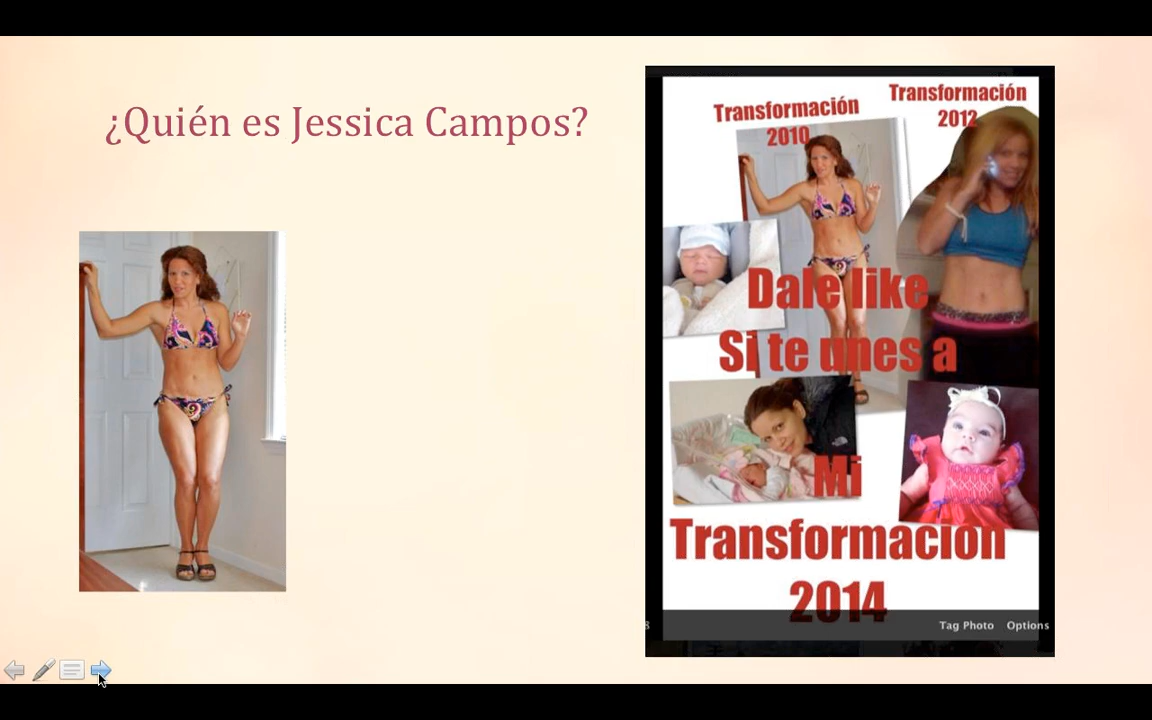 ¿Quién es Jessica Campos?
Transformación
2010
Transformación
2012
Dale like
Si te unes a
Mi
Transformación
2014
8
Tag Photo Options